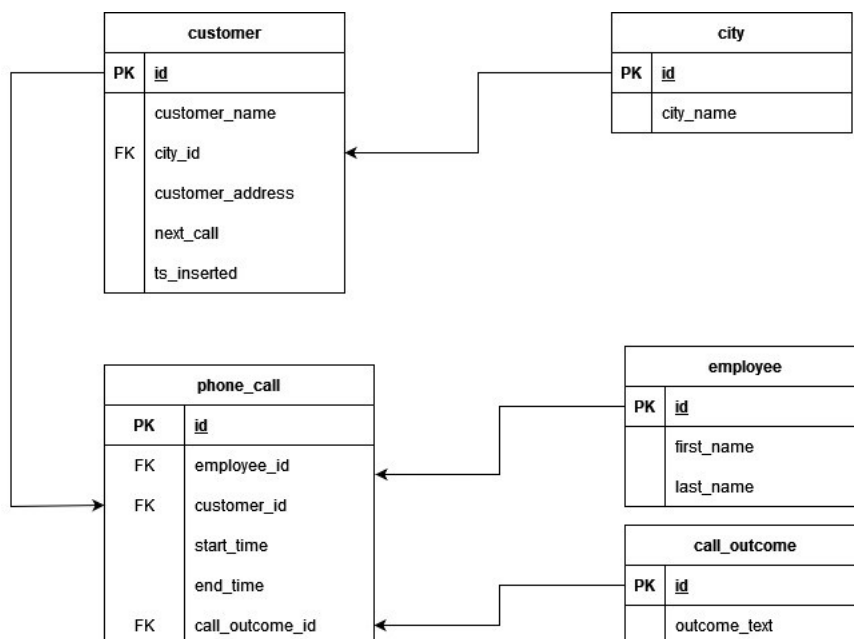 customer
PK id
customer_name
FK city_id
customer_address
next_call
ts_inserted
city
PK id
city_name
phone_call
PK id
FK employee_id
FK customer_id
start_time
end_time
FK call_outcome_id
employee
PK id
first_name
last_name
call_outcome
PK id
outcome_text